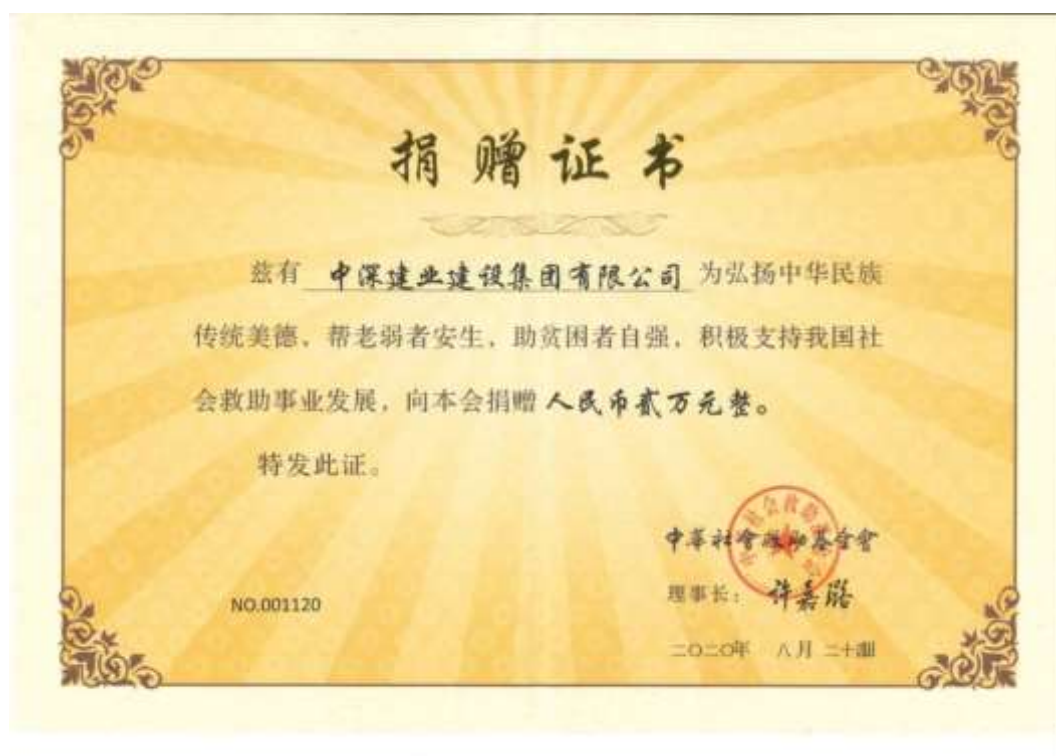 捐赠证书
兹有 中深建业建设集团有限公司 为弘扬中华民族
传统美德，帮老弱者安生，助贫困者自强，积极支持我国社
会救助事业发展，向本会捐赠 人民币贰万元整。
特发此证。
中华社會救助基金會
理事长：许嘉璐
NO.001120
二〇二〇年 八月 二十